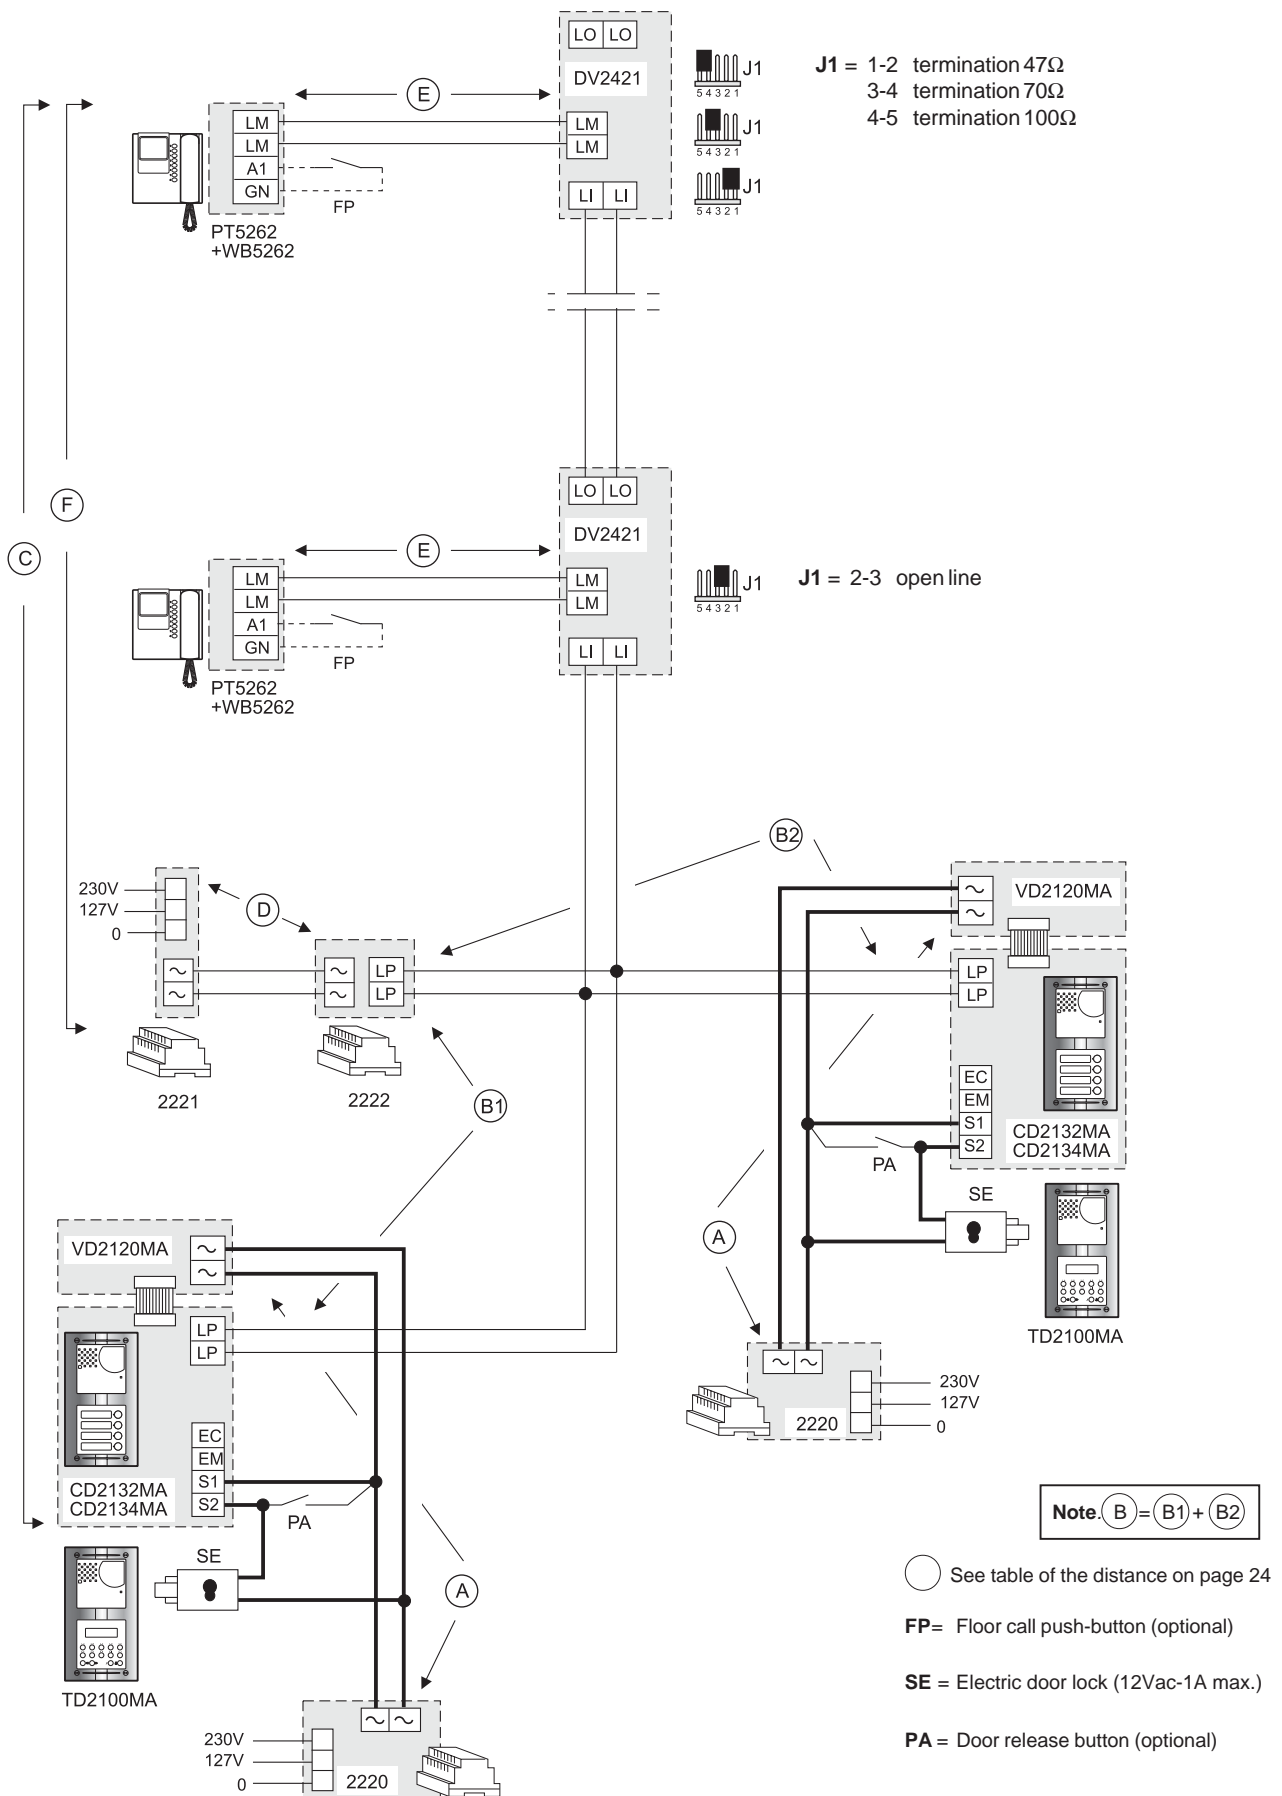 LO LO
DV2421
J1
5 4 3 2 1
J1 = 1-2 termination 47Ω
3-4 termination 70Ω
4-5 termination 100Ω
E
LM
LM
A1
GN
LM
LM
J1
5 4 3 2 1
FP
LI LI
J1
5 4 3 2 1
PT5262
+WB5262
F
C
LO LO
DV2421
E
LM
LM
A1
GN
LM
LM
J1
5 4 3 2 1
J1 = 2-3 open line
FP
LI LI
PT5262
+WB5262
B2
230V
127V
0
D
~
~
~
~
LP
LP
2221
2222
B1
~
~
VD2120MA
LP
LP
EC
EM
S1
S2
CD2132MA
CD2134MA
PA
SE
A
TD2100MA
~ ~
2220
230V
127V
0
VD2120MA
~
~
LP
LP
EC
EM
S1
S2
CD2132MA
CD2134MA
PA
SE
A
TD2100MA
~ ~
230V
127V
0
2220
Note. B = B1 + B2
See table of the distance on page 24
FP= Floor call push-button (optional)
SE = Electric door lock (12Vac-1A max.)
PA = Door release button (optional)